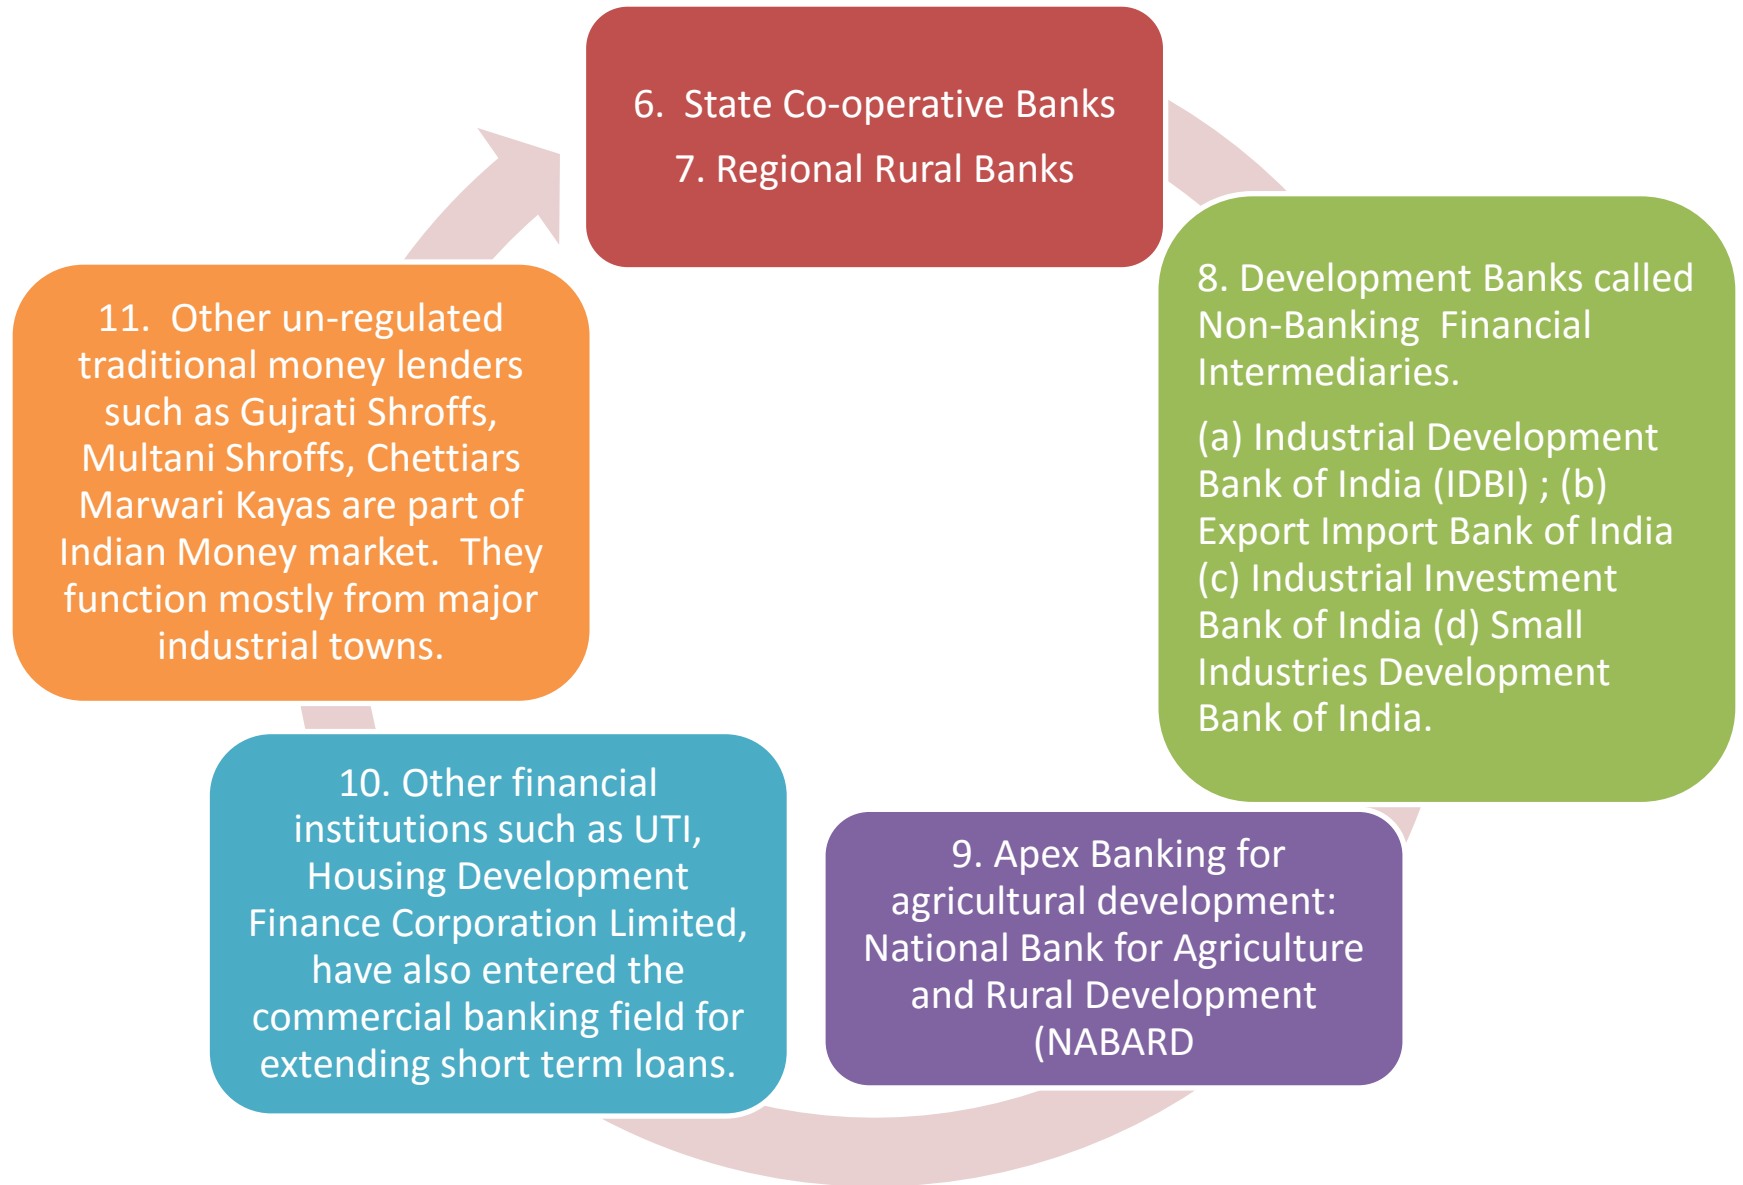 6.  State Co-operative Banks
7. Regional Rural Banks
8. Development Banks called
Non-Banking  Financial
Intermediaries.
(a) Industrial Development
Bank of India (IDBI) ; (b)
Export Import Bank of India
(c) Industrial Investment
Bank of India (d) Small
Industries Development
Bank of India.
9. Apex Banking for
agricultural development:
National Bank for Agriculture
and Rural Development
(NABARD
10. Other financial
institutions such as UTI,
Housing Development
Finance Corporation Limited,
have also entered the
commercial banking field for
extending short term loans.
11.  Other un-regulated
traditional money lenders
such as Gujrati Shroffs,
Multani Shroffs, Chettiars
Marwari Kayas are part of
Indian Money market.  They
function mostly from major
industrial towns.